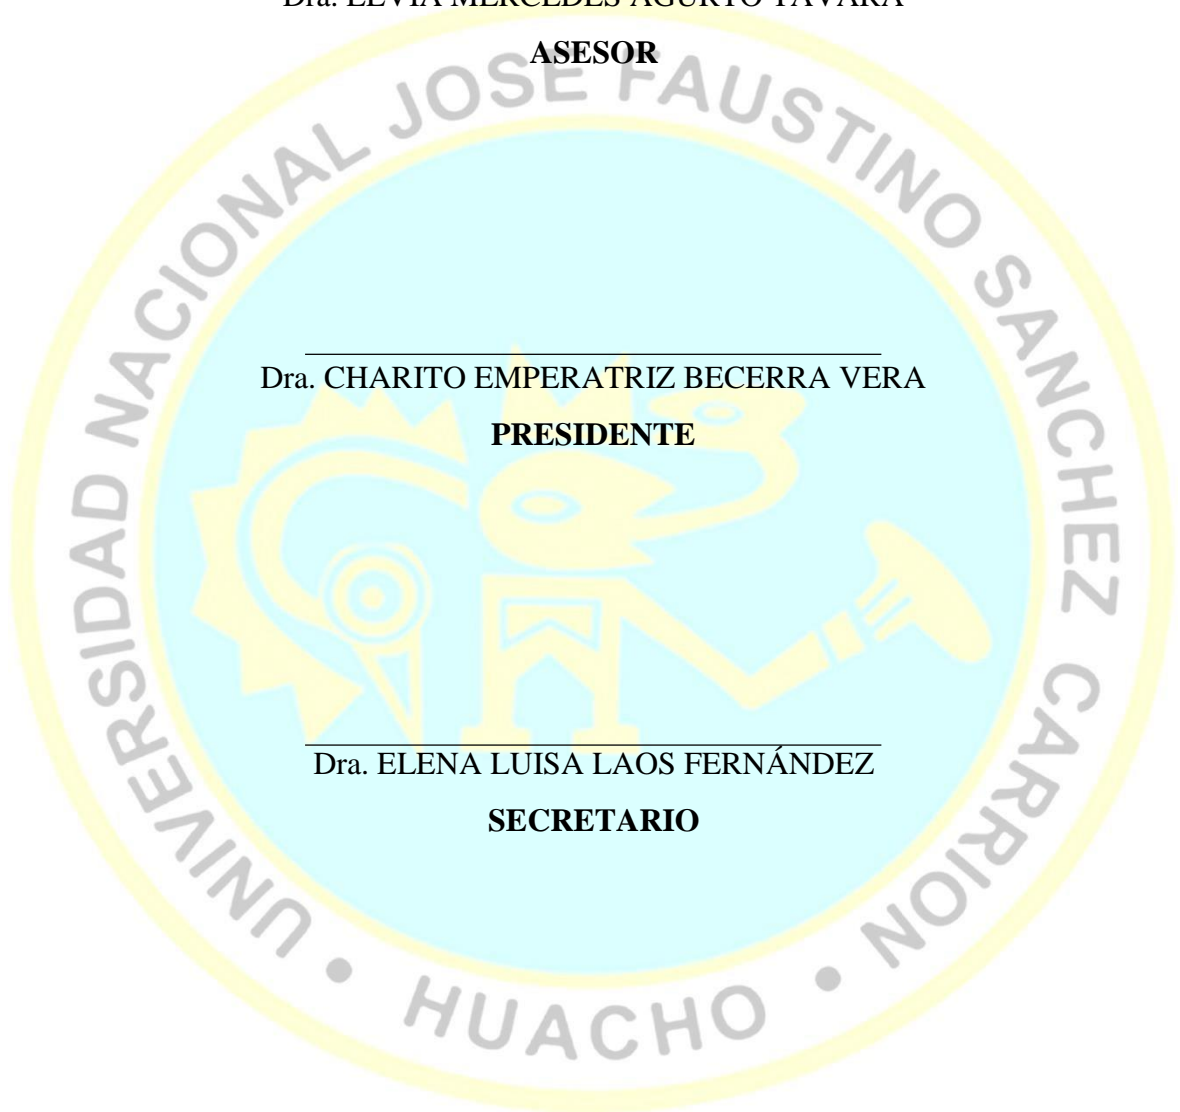 ASESOR
Dra. CHARITO EMPERATRIZ BECERRA VERA
PRESIDENTE
Dra. ELENA LUISA LAOS FERNÁNDEZ
SECRETARIO
UNIVERSIDAD NACIONAL JOSE FAUSTINO SANCHEZ CARRION • HUACHO •